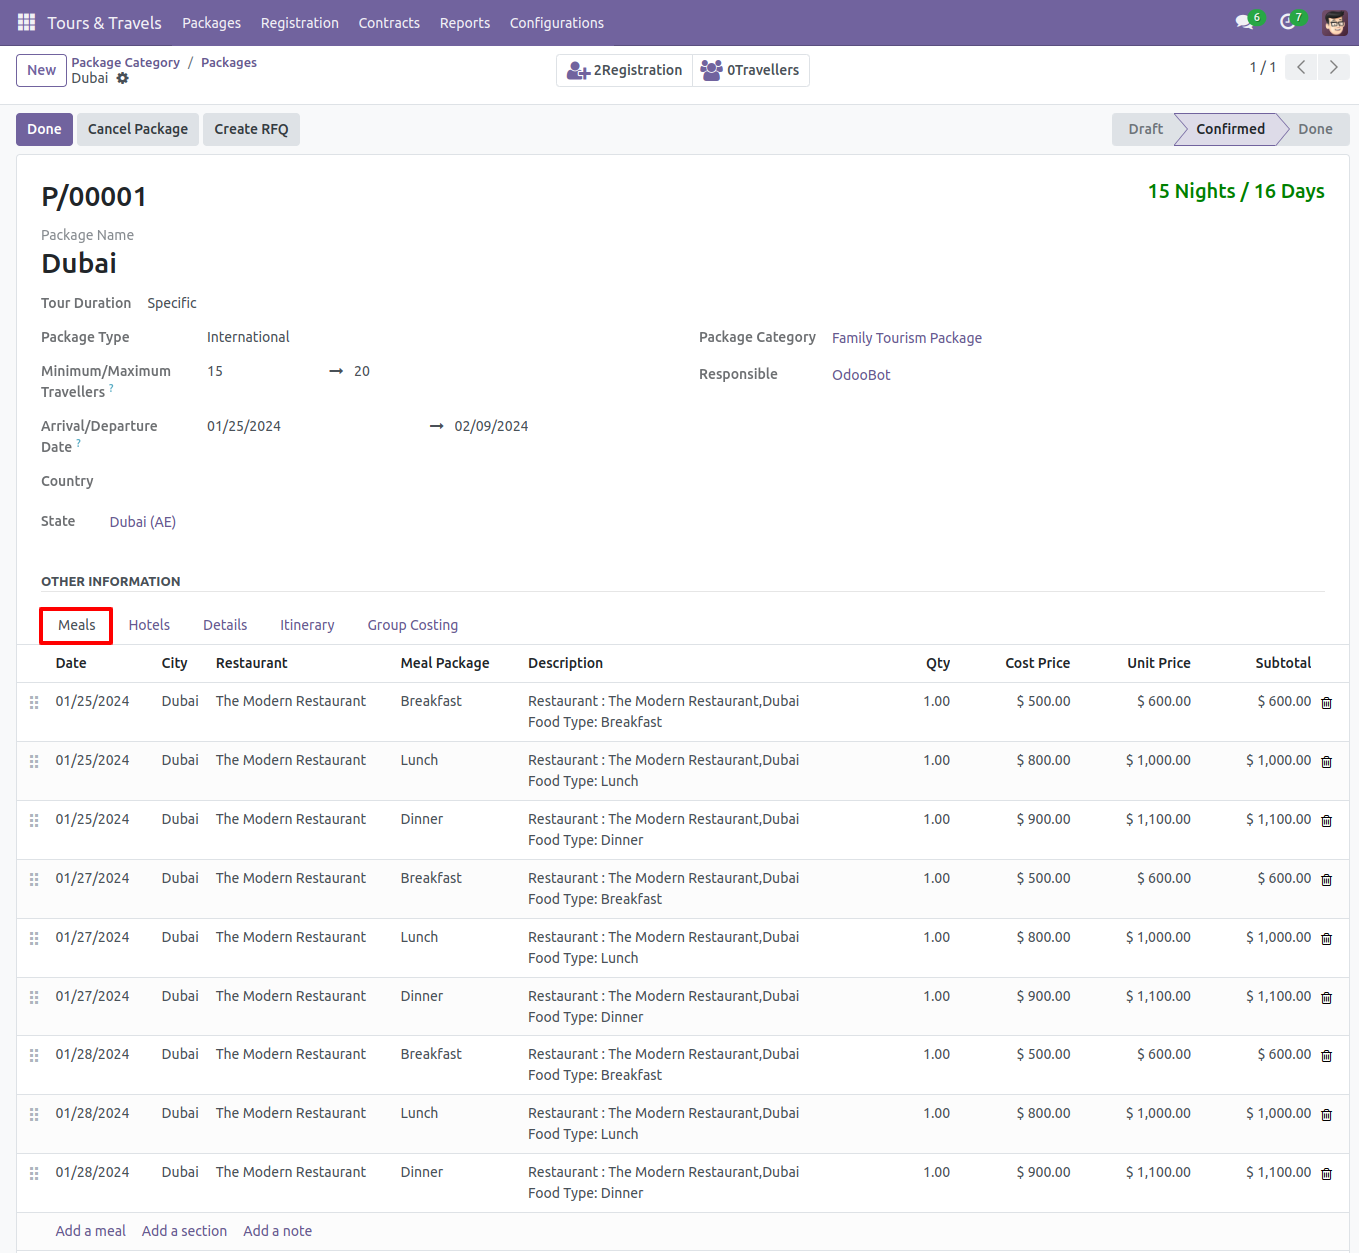 Tours & Travels Packages Registration Contracts Reports Configurations 6 7
New Package Category / Packages
Dubai
2Registration 0Travellers 1 / 1
Done Cancel Package Create RFQ Draft Confirmed Done
P/00001 15 Nights / 16 Days
Package Name
Dubai
Tour Duration Specific
Package Type International Package Category Family Tourism Package
Minimum/Maximum Travellers ? 15 → 20 Responsible OdooBot
Arrival/Departure Date ? 01/25/2024 → 02/09/2024
Country
State Dubai (AE)
OTHER INFORMATION
Meals Hotels Details Itinerary Group Costing
Date City Restaurant Meal Package Description Qty Cost Price Unit Price Subtotal
01/25/2024 Dubai The Modern Restaurant Breakfast Restaurant : The Modern Restaurant,Dubai 1.00 $ 500.00 $ 600.00 $ 600.00
Food Type: Breakfast
01/25/2024 Dubai The Modern Restaurant Lunch Restaurant : The Modern Restaurant,Dubai 1.00 $ 800.00 $ 1,000.00 $ 1,000.00
Food Type: Lunch
01/25/2024 Dubai The Modern Restaurant Dinner Restaurant : The Modern Restaurant,Dubai 1.00 $ 900.00 $ 1,100.00 $ 1,100.00
Food Type: Dinner
01/27/2024 Dubai The Modern Restaurant Breakfast Restaurant : The Modern Restaurant,Dubai 1.00 $ 500.00 $ 600.00 $ 600.00
Food Type: Breakfast
01/27/2024 Dubai The Modern Restaurant Lunch Restaurant : The Modern Restaurant,Dubai 1.00 $ 800.00 $ 1,000.00 $ 1,000.00
Food Type: Lunch
01/27/2024 Dubai The Modern Restaurant Dinner Restaurant : The Modern Restaurant,Dubai 1.00 $ 900.00 $ 1,100.00 $ 1,100.00
Food Type: Dinner
01/28/2024 Dubai The Modern Restaurant Breakfast Restaurant : The Modern Restaurant,Dubai 1.00 $ 500.00 $ 600.00 $ 600.00
Food Type: Breakfast
01/28/2024 Dubai The Modern Restaurant Lunch Restaurant : The Modern Restaurant,Dubai 1.00 $ 800.00 $ 1,000.00 $ 1,000.00
Food Type: Lunch
01/28/2024 Dubai The Modern Restaurant Dinner Restaurant : The Modern Restaurant,Dubai 1.00 $ 900.00 $ 1,100.00 $ 1,100.00
Food Type: Dinner
Add a meal Add a section Add a note